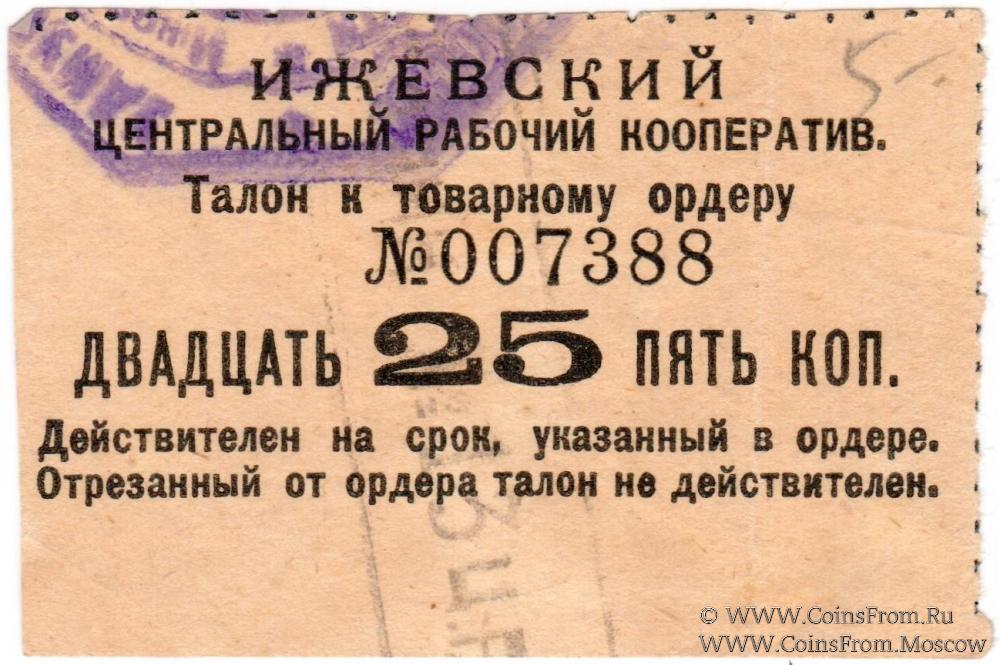 5-
ИЖЕВСКИЙ
ЦЕНТРАЛЬНЫЙ РАБОЧИЙ КООПЕРАТИВ.
Талон к товарному ордеру
№007388
ДВАДЦАТЬ 25 ПЯТЬ КОП.
Действителен на срок, указанный в ордере.
Отрезанный от ордера талон не действителен.
© WWW.CoinsFrom.Ru
WWW.CoinsFrom.Moscow